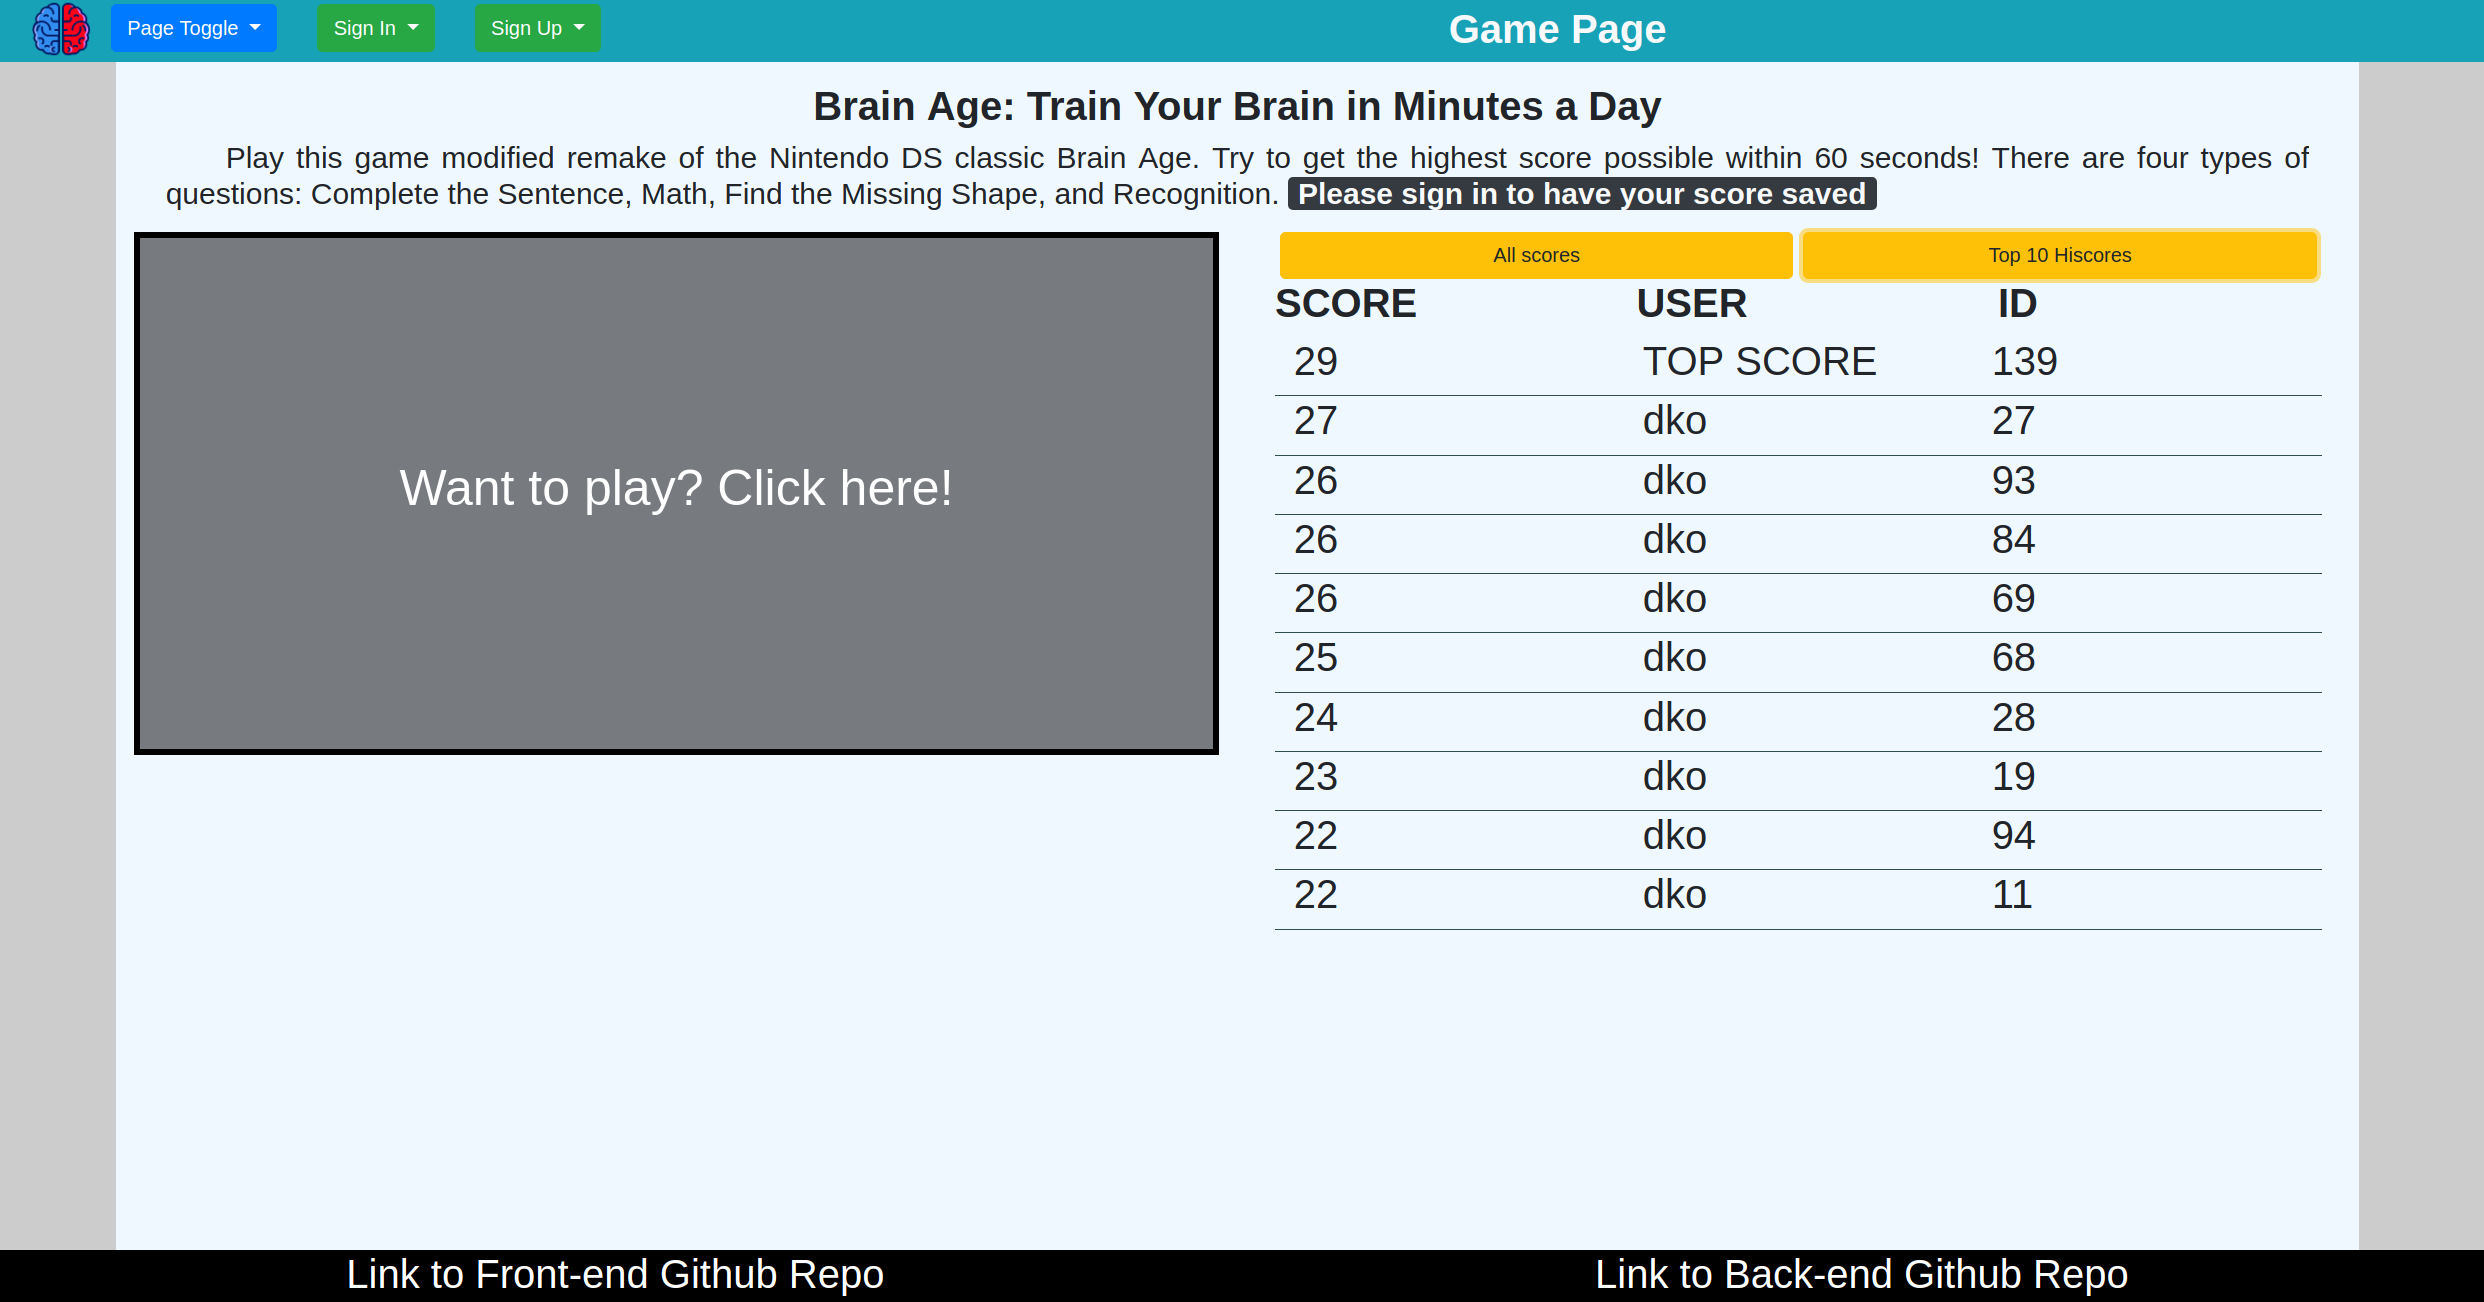 Page Toggle
Sign In
Sign Up
Game Page
Brain Age: Train Your Brain in Minutes a Day
Play this game modified remake of the Nintendo DS classic Brain Age. Try to get the highest score possible within 60 seconds! There are four types of
questions: Complete the Sentence, Math, Find the Missing Shape, and Recognition. Please sign in to have your score saved
Want to play? Click here!
All scores
Top 10 Hiscores
SCORE USER ID
29 TOP SCORE 139
27 dko 27
26 dko 93
26 dko 84
26 dko 69
25 dko 68
24 dko 28
23 dko 19
22 dko 94
22 dko 11
Link to Front-end Github Repo
Link to Back-end Github Repo